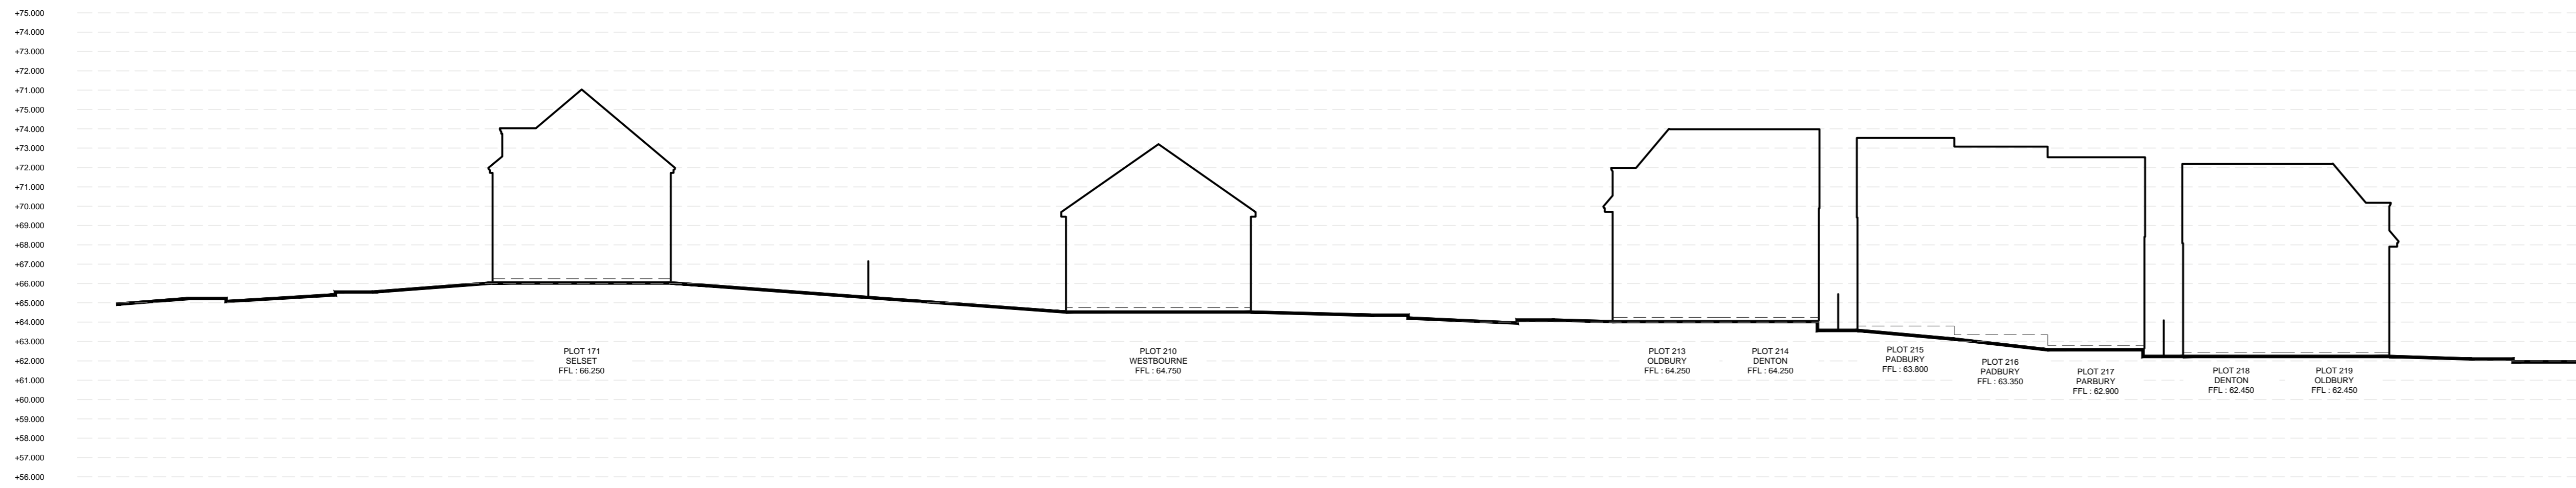 +75.000
+74.000
+73.000
+72.000
+71.000
+75.000
+74.000
+73.000
+72.000
+71.000
+70.000
+69.000
+68.000
+67.000
+66.000
+65.000
+64.000
+63.000
+62.000
+61.000
+60.000
+59.000
+58.000
+57.000
+56.000
PLOT 171
SELSET
FFL : 66.250
PLOT 210
WESTBOURNE
FFL : 64.750
PLOT 213
OLDBURY
FFL : 64.250
PLOT 214
DENTON
FFL : 64.250
PLOT 215
PADBURY
FFL : 63.800
PLOT 216
PADBURY
FFL : 63.350
PLOT 217
PARBURY
FFL : 62.900
PLOT 218
DENTON
FFL : 62.450
PLOT 219
OLDBURY
FFL : 62.450